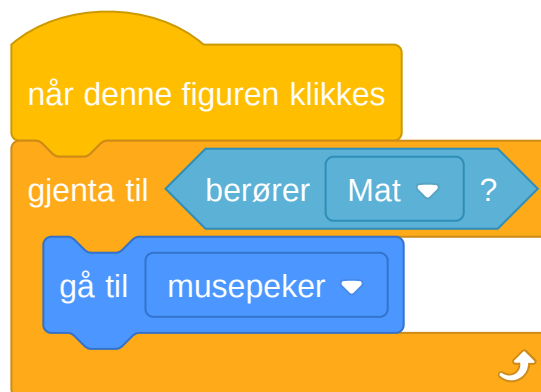 når denne figuren klikkes
gjenta til berører Mat ?
gå til musepeker